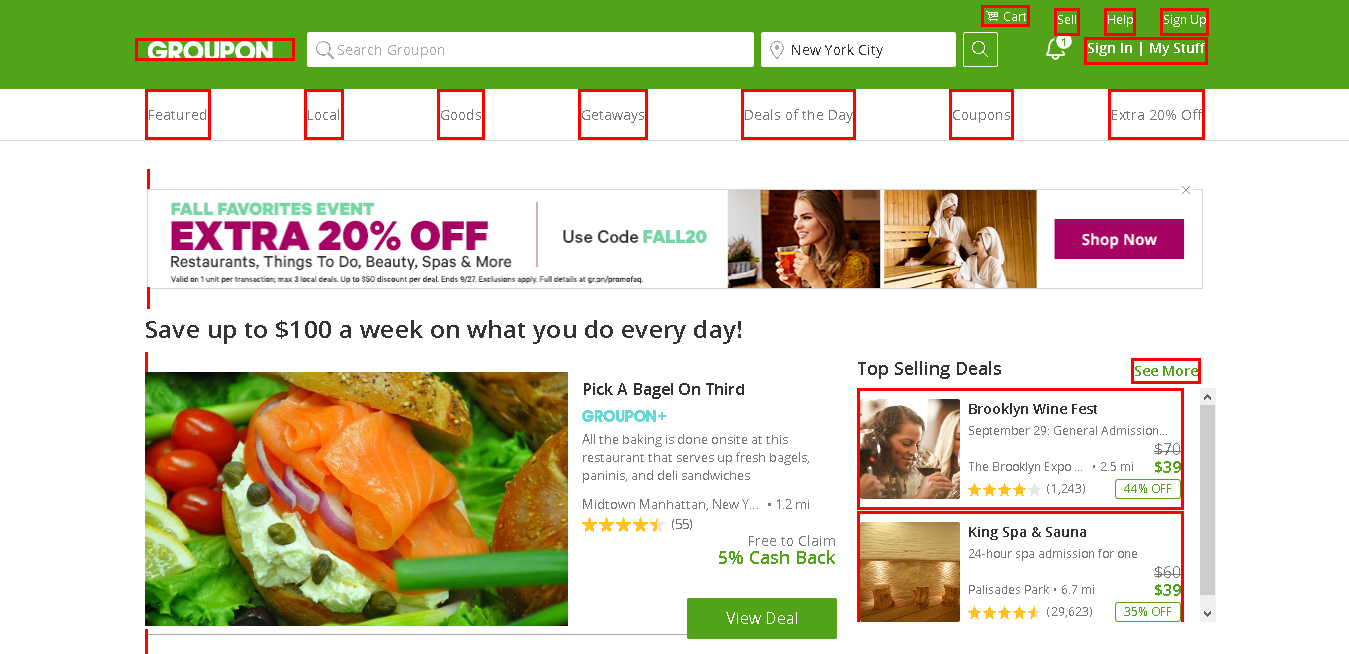 Cart
Sell
Help
Sign Up
GROUPON
Search Groupon
New York City
1
Sign In | My Stuff
Featured
Local
Goods
Getaways
Deals of the Day
Coupons
Extra 20% Off
FALL FAVORITES EVENT
EXTRA 20% OFF
Restaurants, Things To Do, Beauty, Spas & More
Valid on 1 unit per transaction; max 3 local deals. Up to $50 discount per deal. Ends 9/27. Exclusions apply. Full details at gr.pn/promofaq.
Use Code FALL20
Shop Now
Save up to $100 a week on what you do every day!
Pick A Bagel On Third
GROUPON+
All the baking is done onsite at this
restaurant that serves up fresh bagels,
paninis, and deli sandwiches
Midtown Manhattan, New Y... • 1.2 mi
(55)
Free to Claim
5% Cash Back
View Deal
Top Selling Deals
See More
Brooklyn Wine Fest
September 29: General Admission...
$70
The Brooklyn Expo ... • 2.5 mi
$39
(1,243)
44% OFF
King Spa & Sauna
24-hour spa admission for one
$60
Palisades Park • 6.7 mi
$39
(29,623)
35% OFF